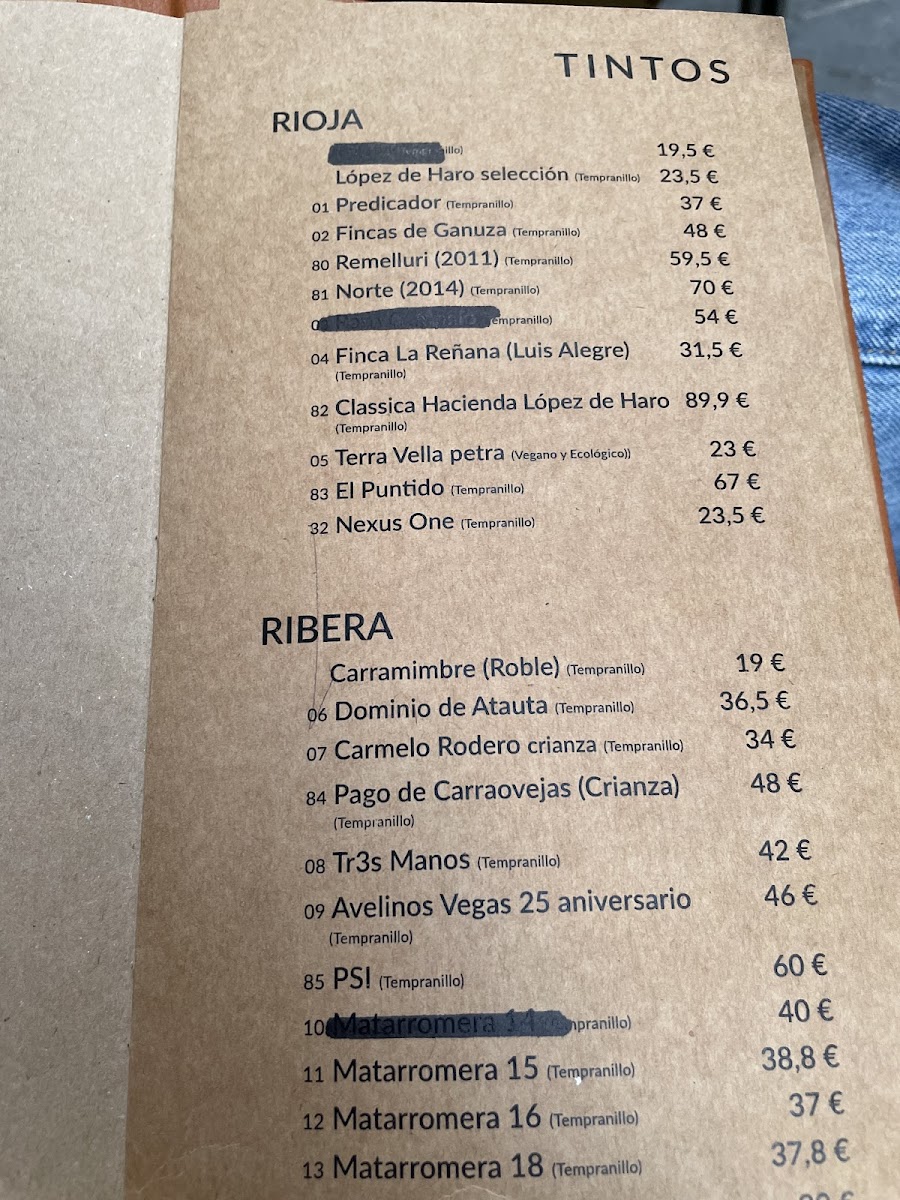 TINTOS
RIOJA
19,5 €
López de Haro selección (Tempranillo) 23,5 €
01 Predicador (Tempranillo) 37 €
02 Fincas de Ganuza (Tempranillo) 48 €
80 Remelluri (2011) (Tempranillo) 59,5 €
81 Norte (2014) (Tempranillo) 70 €
54 €
04 Finca La Reñana (Luis Alegre) 31,5 €
(Tempranillo)
82 Classica Hacienda López de Haro 89,9 €
(Tempranillo)
05 Terra Vella petra (Vegano y Ecológico)) 23 €
83 El Puntido (Tempranillo) 67 €
32 Nexus One (Tempranillo) 23,5 €
RIBERA
Carramimbre (Roble) (Tempranillo) 19 €
06 Dominio de Atauta (Tempranillo) 36,5 €
07 Carmelo Rodero crianza (Tempranillo) 34 €
84 Pago de Carraovejas (Crianza) 48 €
(Tempranillo)
08 Tr3s Manos (Tempranillo) 42 €
09 Avelinos Vegas 25 aniversario 46 €
(Tempranillo)
85 PSI (Tempranillo) 60 €
10 Matarromera 14 40 €
11 Matarromera 15 (Tempranillo) 38,8 €
12 Matarromera 16 (Tempranillo) 37 €
13 Matarromera 18 (Tempranillo) 37,8 €